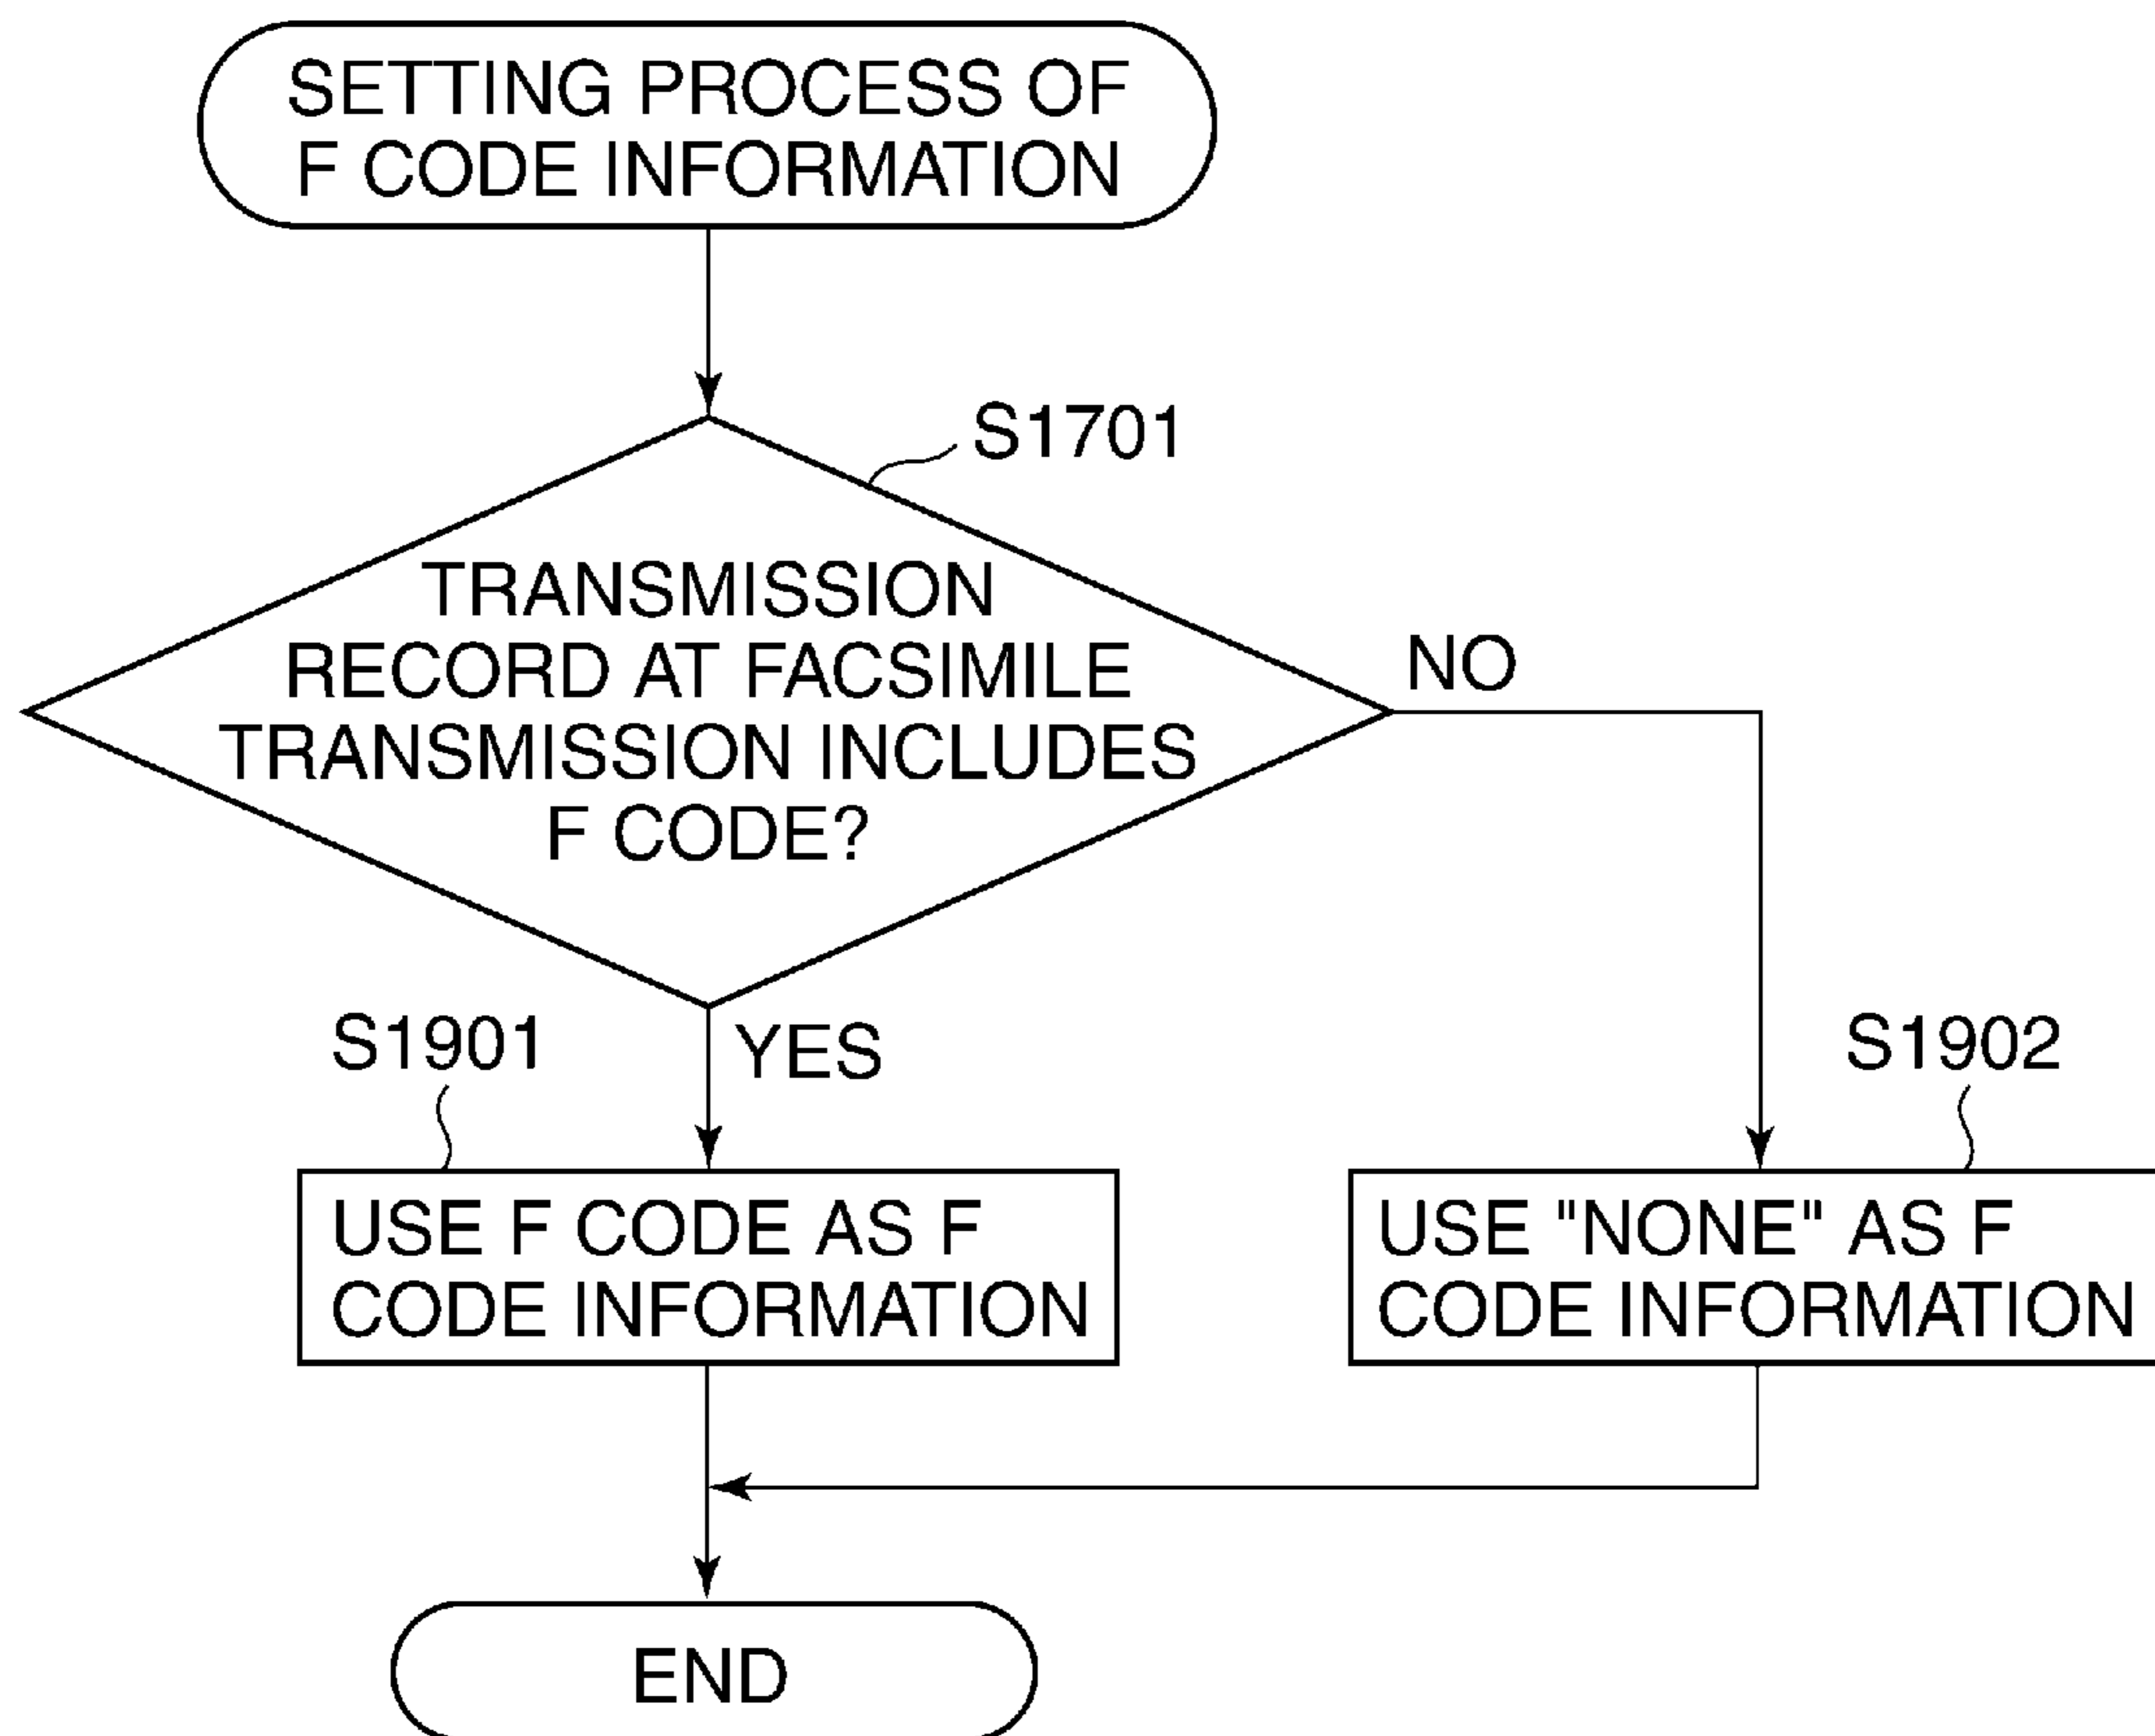 SETTING PROCESS OF
F CODE INFORMATION
S1701
TRANSMISSION
RECORD AT FACSIMILE
TRANSMISSION INCLUDES
F CODE?
NO
YES
S1901
USE F CODE AS F
CODE INFORMATION
S1902
USE "NONE" AS F
CODE INFORMATION
END